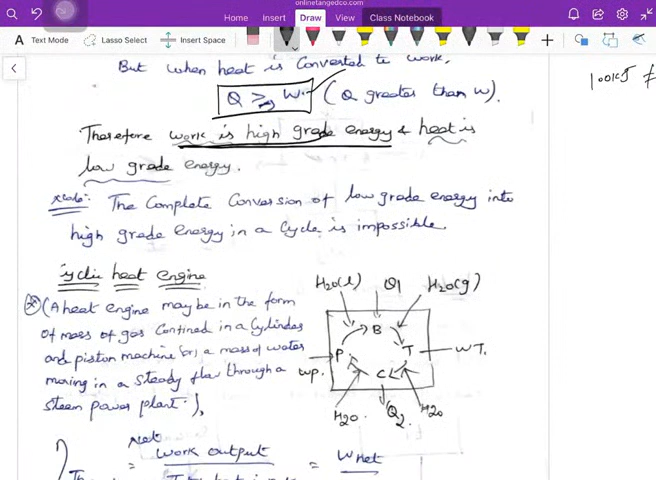 onlinetangedco.com
Home Insert Draw View Class Notebook
Text Mode Lasso Select Insert Space
But when heat is Converted to work,
Q ≥ W. (Q greater than W).
100KJ ≠
Therefore work is high grade energy & heat is
low grade energy.
The Complete Conversion of low grade energy into
high grade energy in a cycle is impossible.
yclic heat engine
(A heat engine may be in the form
of mass of gas Confined in a Cylinder
and piston machine (or) a mass of water
moving in a steady flow through a
steam power plant.),
H2O(l) Q1 H2O(g)
B
P T WT.
Wp. C
H2O. Q2 H2O
Net
= work output = W net